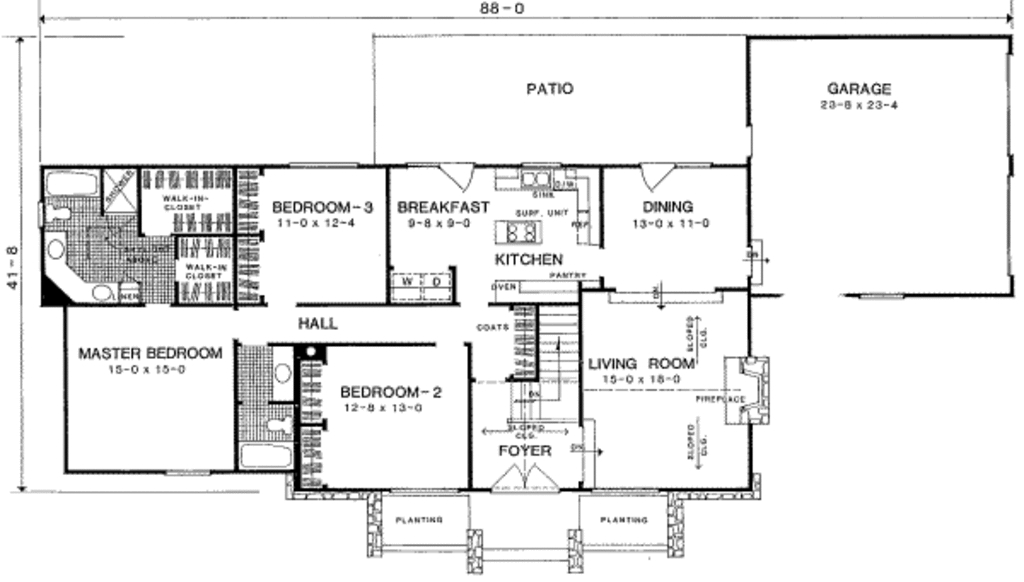 88-0
PATIO
GARAGE
23-8 x 23-4
41-8
SHOWER
WALK-IN-
CLOSET
BEDROOM-3
11-0 x 12-4
BREAKFAST
9-8 x 9-0
SINK
D/W
SURF. UNIT
REF.
DINING
13-0 x 11-0
WALK-IN
CLOSET
KITCHEN
DN
W D
PANTRY
OVEN
LINEN
DN
HALL
COATS
SLOPED
CLG.
MASTER BEDROOM
15-0 x 15-0
LIVING ROOM
15-0 x 18-0
BEDROOM-2
12-8 x 13-0
DN
FIREPLACE
SLOPED
CLG.
FOYER
DN
SLOPED
CLG.
PLANTING
PLANTING